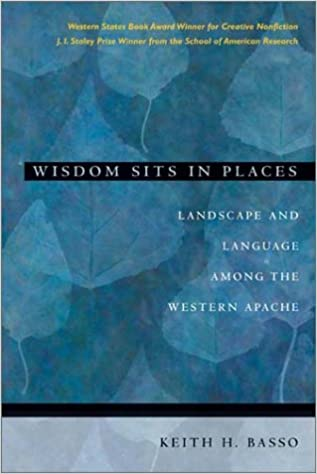 Western States Book Award Winner for Creative Nonfiction
J. I. Staley Prize Winner from the School of American Research
WISDOM SITS IN PLACES
LANDSCAPE AND
LANGUAGE
AMONG THE
WESTERN APACHE
KEITH H. BASSO